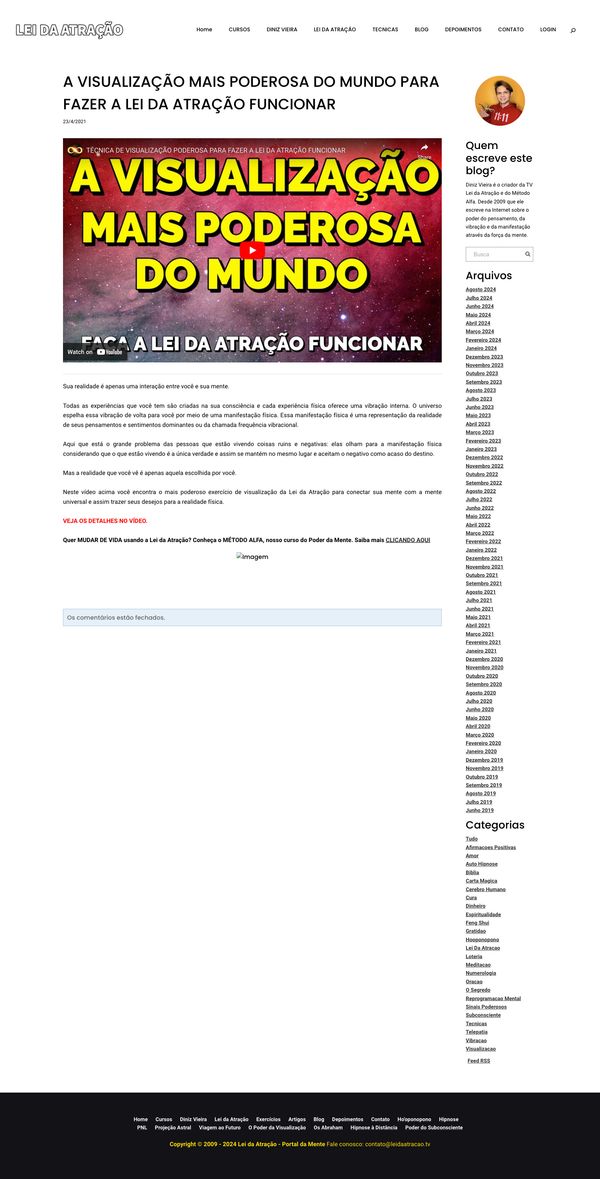 LEI DA ATRAÇÃO
Home CURSOS DINIZ VIEIRA LEI DA ATRAÇÃO TECNICAS BLOG DEPOIMENTOS CONTATO LOGIN
A VISUALIZAÇÃO MAIS PODEROSA DO MUNDO PARA
FAZER A LEI DA ATRAÇÃO FUNCIONAR
23/4/2021
TÉCNICA DE VISUALIZAÇÃO PODEROSA PARA FAZER A LEI DA ATRAÇÃO FUNCIONAR
Share
A VISUALIZAÇÃO
MAIS PODEROSA
DO MUNDO
FAÇA A LEI DA ATRAÇÃO FUNCIONAR
Watch on YouTube
Sua realidade é apenas uma interação entre você e sua mente.
Todas as experiências que você tem são criadas na sua consciência e cada experiência física oferece uma vibração interna. O universo
espelha essa vibração de volta para você por meio de uma manifestação física. Essa manifestação física é uma representação da realidade
de seus pensamentos e sentimentos dominantes ou da chamada frequência vibracional.
Aqui que está o grande problema das pessoas que estão vivendo coisas ruins e negativas: elas olham para a manifestação física
considerando que o que estão vivendo é a única verdade e assim se mantém no mesmo lugar e aceitam o negativo como acaso do destino.
Mas a realidade que você vê é apenas aquela escolhida por você.
Neste vídeo acima você encontra o mais poderoso exercício de visualização da Lei da Atração para conectar sua mente com a mente
universal e assim trazer seus desejos para a realidade física.
VEJA OS DETALHES NO VÍDEO.
Quer MUDAR DE VIDA usando a Lei da Atração? Conheça o MÉTODO ALFA, nosso curso do Poder da Mente. Saiba mais CLICANDO AQUI
Imagem
Os comentários estão fechados.
11:11
Quem
escreve este
blog?
Diniz Vieira é o criador da TV
Lei da Atração e do Método
Alfa. Desde 2009 que ele
escreve na Internet sobre o
poder do pensamento, da
vibração e da manifestação
através da força da mente.
Busca
Arquivos
Agosto 2024
Julho 2024
Junho 2024
Maio 2024
Abril 2024
Março 2024
Fevereiro 2024
Janeiro 2024
Dezembro 2023
Novembro 2023
Outubro 2023
Setembro 2023
Agosto 2023
Julho 2023
Junho 2023
Maio 2023
Abril 2023
Março 2023
Fevereiro 2023
Janeiro 2023
Dezembro 2022
Novembro 2022
Outubro 2022
Setembro 2022
Agosto 2022
Julho 2022
Junho 2022
Maio 2022
Abril 2022
Março 2022
Fevereiro 2022
Janeiro 2022
Dezembro 2021
Novembro 2021
Outubro 2021
Setembro 2021
Agosto 2021
Julho 2021
Junho 2021
Maio 2021
Abril 2021
Março 2021
Fevereiro 2021
Janeiro 2021
Dezembro 2020
Novembro 2020
Outubro 2020
Setembro 2020
Agosto 2020
Julho 2020
Junho 2020
Maio 2020
Abril 2020
Março 2020
Fevereiro 2020
Janeiro 2020
Dezembro 2019
Novembro 2019
Outubro 2019
Setembro 2019
Agosto 2019
Julho 2019
Junho 2019
Categorias
Tudo
Afirmacoes Positivas
Amor
Auto Hipnose
Biblia
Carta Magica
Cerebro Humano
Cura
Dinheiro
Espiritualidade
Feng Shui
Gratidao
Hooponopono
Lei Da Atracao
Loteria
Meditacao
Numerologia
Oracao
O Segredo
Reprogramacao Mental
Sinais Poderosos
Subconsciente
Tecnicas
Telepatia
Vibracao
Visualizacao
Feed RSS
Home Cursos Diniz Vieira Lei da Atração Exercícios Artigos Blog Depoimentos Contato Ho'oponopono Hipnose
PNL Projeção Astral Viagem ao Futuro O Poder da Visualização Os Abraham Hipnose à Distância Poder do Subconsciente
Copyright © 2009 - 2024 Lei da Atração - Portal da Mente Fale conosco: contato@leidaatracao.tv